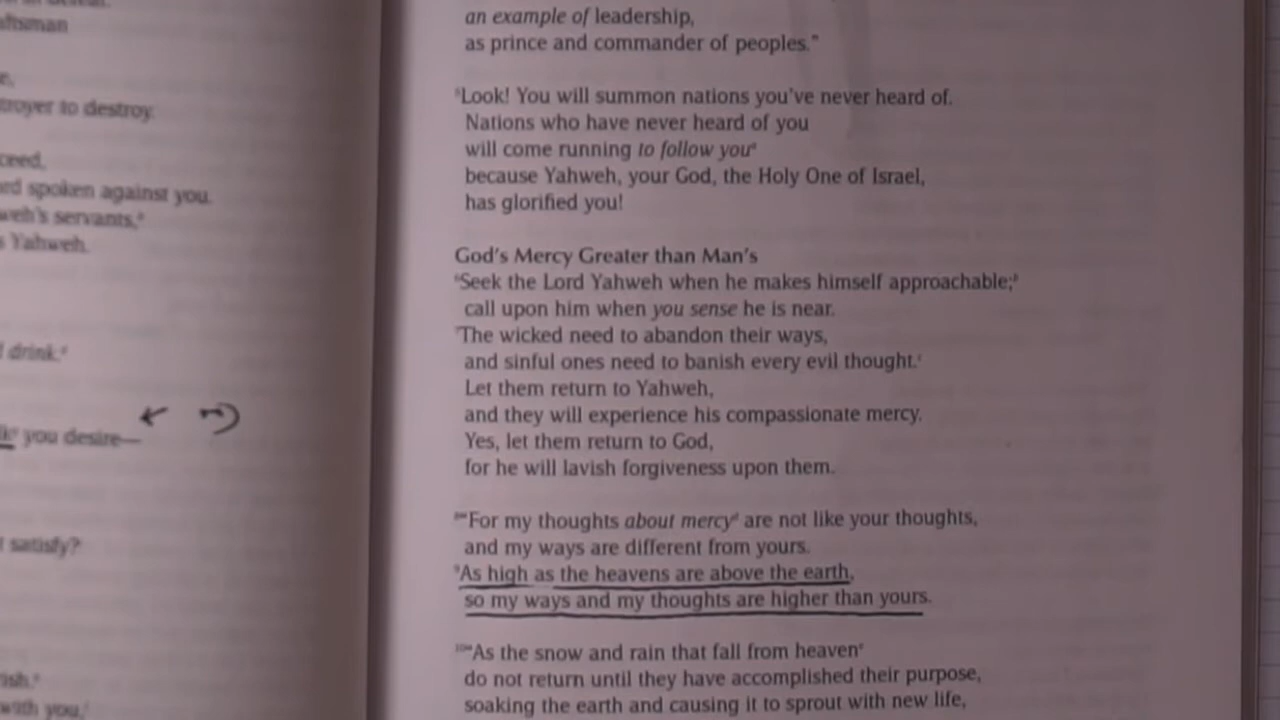 troyer to destroy.
rd spoken against you.
weh's servants,
Yahweh.
drink.
you desire—
satisfy?
with you,
an example of leadership,
as prince and commander of peoples."
Look! You will summon nations you've never heard of.
Nations who have never heard of you
will come running to follow you
because Yahweh, your God, the Holy One of Israel,
has glorified you!
God's Mercy Greater than Man's
Seek the Lord Yahweh when he makes himself approachable;
call upon him when you sense he is near.
The wicked need to abandon their ways,
and sinful ones need to banish every evil thought.
Let them return to Yahweh,
and they will experience his compassionate mercy.
Yes, let them return to God,
for he will lavish forgiveness upon them.
"For my thoughts about mercy are not like your thoughts,
and my ways are different from yours.
As high as the heavens are above the earth,
so my ways and my thoughts are higher than yours.
"As the snow and rain that fall from heaven
do not return until they have accomplished their purpose,
soaking the earth and causing it to sprout with new life,